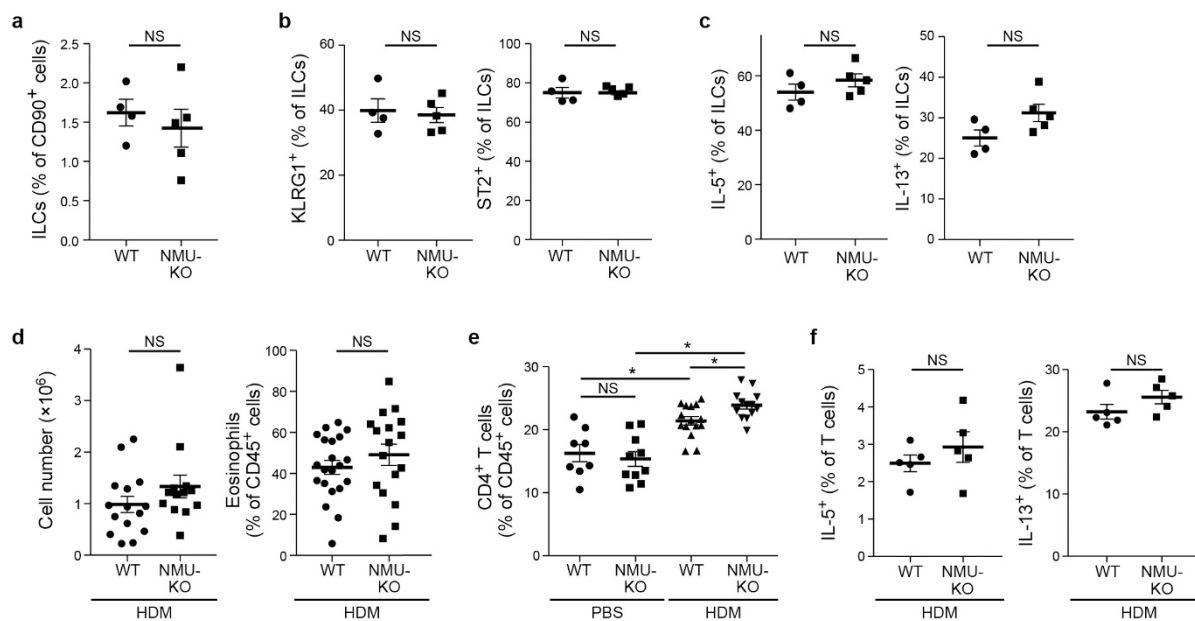 a
NS
ILCs (% of CD90⁺ cells)
2.5
2.0
1.5
1.0
0.5
0.0
WT
NMU-
KO
b
NS
KLRG1⁺ (% of ILCs)
60
40
20
0
WT
NMU-
KO
NS
ST2⁺ (% of ILCs)
100
80
60
40
20
0
WT
NMU-
KO
c
NS
IL-5⁺ (% of ILCs)
60
40
20
0
WT
NMU-
KO
NS
IL-13⁺ (% of ILCs)
50
40
30
20
10
0
WT
NMU-
KO
d
NS
Cell number (×10⁶)
4
3
2
1
0
WT
NMU-
KO
HDM
NS
Eosinophils
(% of CD45⁺ cells)
100
80
60
40
20
0
WT
NMU-
KO
HDM
e
*
*
*
NS
CD4⁺ T cells
(% of CD45⁺ cells)
30
20
10
0
WT
NMU-
KO
WT
NMU-
KO
PBS
HDM
f
NS
IL-5⁺ (% of T cells)
5
4
3
2
1
0
WT
NMU-
KO
HDM
NS
IL-13⁺ (% of T cells)
30
20
10
0
WT
NMU-
KO
HDM